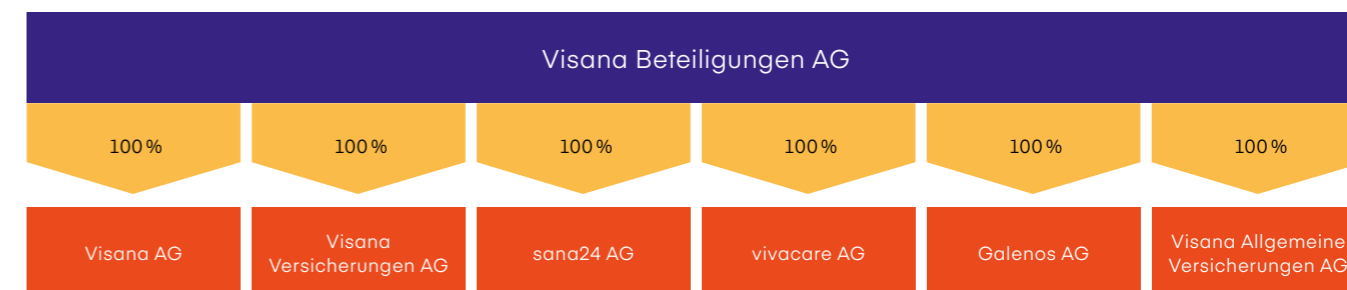 Visana Beteiligungen AG
100 %
100 %
100 %
100 %
100 %
100 %
Visana AG
Visana
Versicherungen AG
sana24 AG
vivacare AG
Galenos AG
Visana Allgemeine
Versicherungen AG